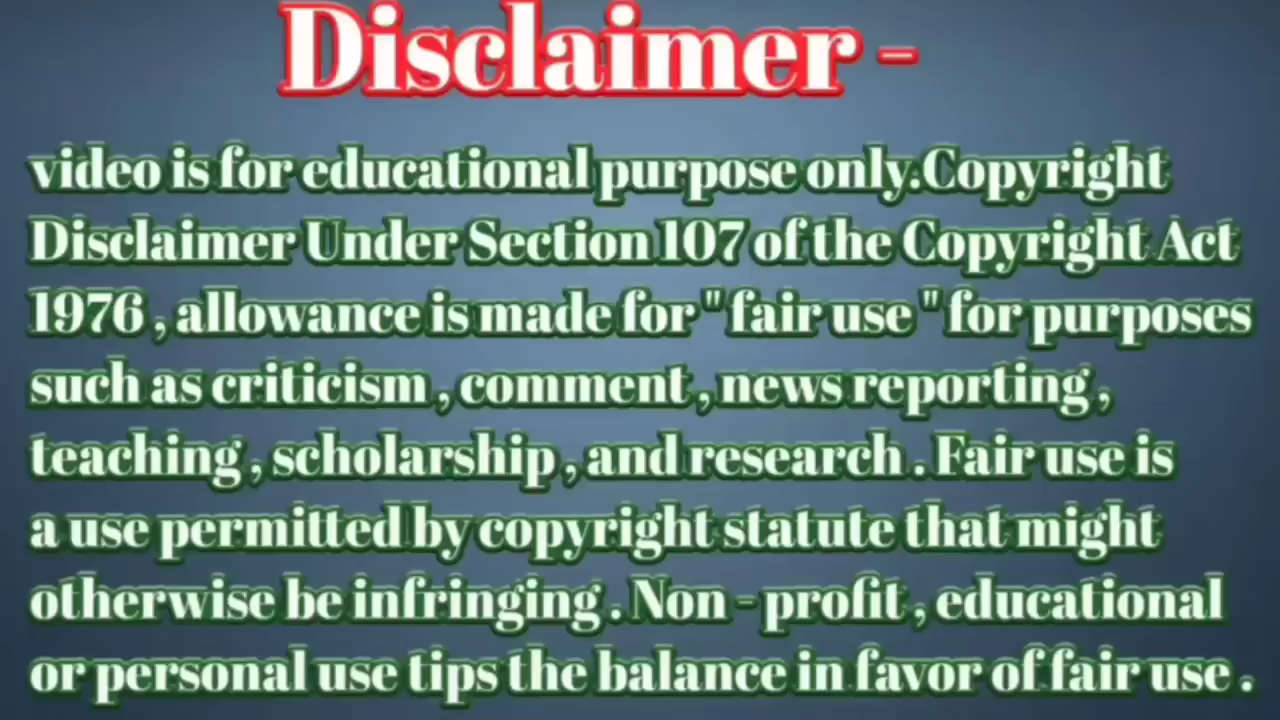 Disclaimer -
video is for educational purpose only.Copyright
Disclaimer Under Section 107 of the Copyright Act
1976 , allowance is made for " fair use " for purposes
such as criticism , comment , news reporting ,
teaching , scholarship , and research . Fair use is
a use permitted by copyright statute that might
otherwise be infringing . Non - profit , educational
or personal use tips the balance in favor of fair use .